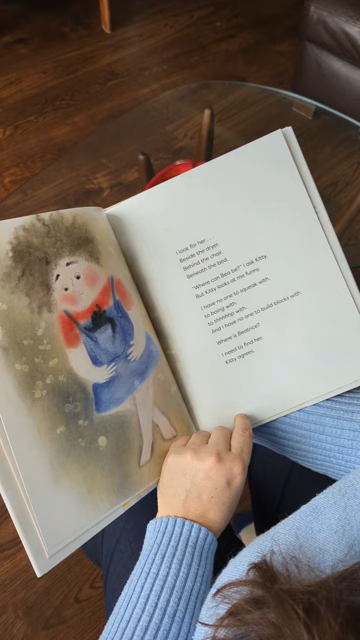 I look for her . . .
Beside the dryer.
Behind the chair.
Beneath the bed.
"Where can Bea be?" I ask Kitty.
But Kitty looks at me funny.
I have no one to squeak with.
to boing with.
to shhhhhp with.
And I have no one to build blocks with.
Where is Beatrice?
I need to find her.
Kitty agrees.